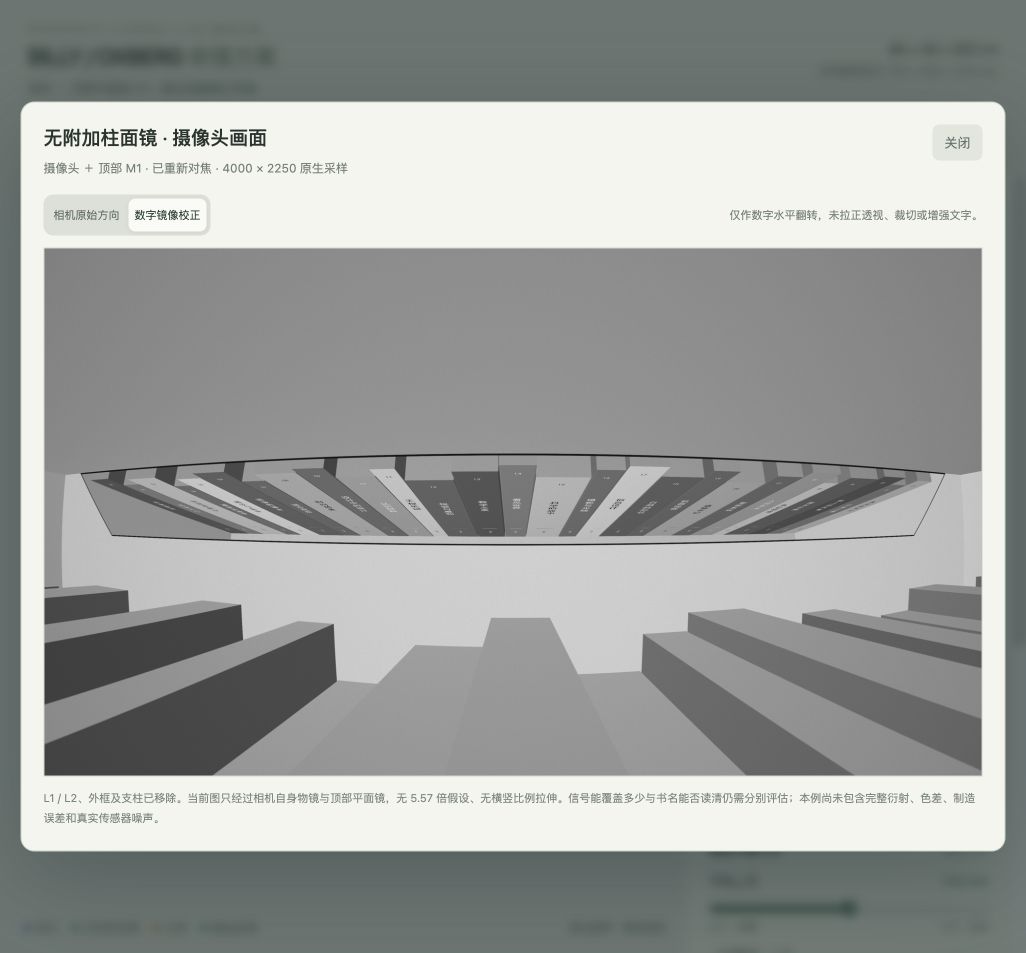 无附加柱面镜 · 摄像头画面
关闭
摄像头 + 顶部 M1 · 已重新对焦 · 4000 × 2250 原生采样
相机原始方向
数字镜像校正
仅作数字水平翻转，未拉正透视、裁切或增强文字。
L1 / L2、外框及支柱已移除。当前图只经过相机自身物镜与顶部平面镜，无 5.57 倍假设、无横竖比例拉伸。信号能覆盖多少与书名能否读清仍需分别评估；本例尚未包含完整衍射、色差、制造
误差和真实传感器噪声。